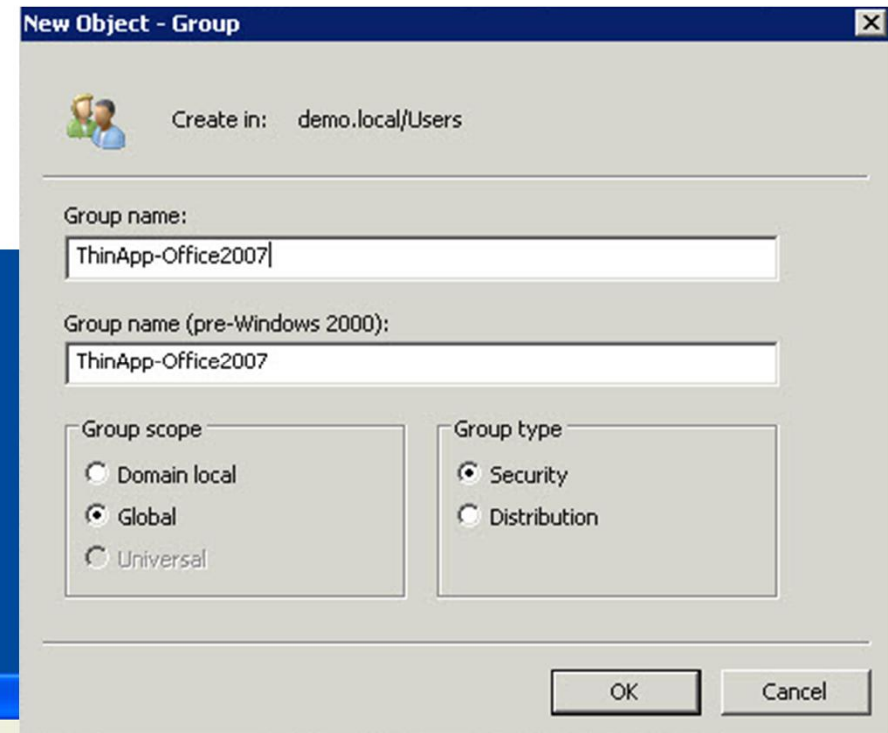 New Object - Group
Create in: demo.local/Users
Group name:
ThinApp-Office2007
Group name (pre-Windows 2000):
ThinApp-Office2007
Group scope
Domain local
Global
Universal
Group type
Security
Distribution
OK
Cancel